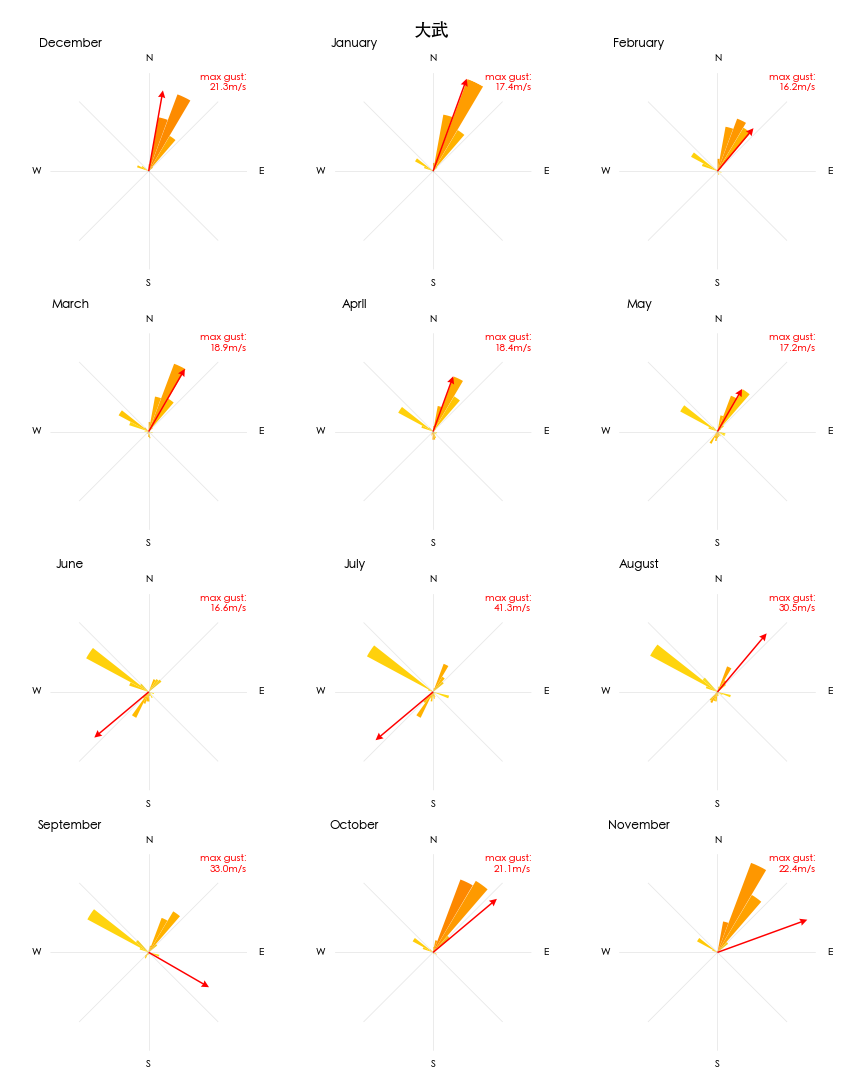 大武
December
January
February
N
N
N
max gust:
21.3m/s
max gust:
17.4m/s
max gust:
16.2m/s
W
E
W
E
W
E
S
S
S
March
April
May
N
N
N
max gust:
18.9m/s
max gust:
18.4m/s
max gust:
17.2m/s
W
E
W
E
W
E
S
S
S
June
July
August
N
N
N
max gust:
16.6m/s
max gust:
41.3m/s
max gust:
30.5m/s
W
E
W
E
W
E
S
S
S
September
October
November
N
N
N
max gust:
33.0m/s
max gust:
21.1m/s
max gust:
22.4m/s
W
E
W
E
W
E
S
S
S